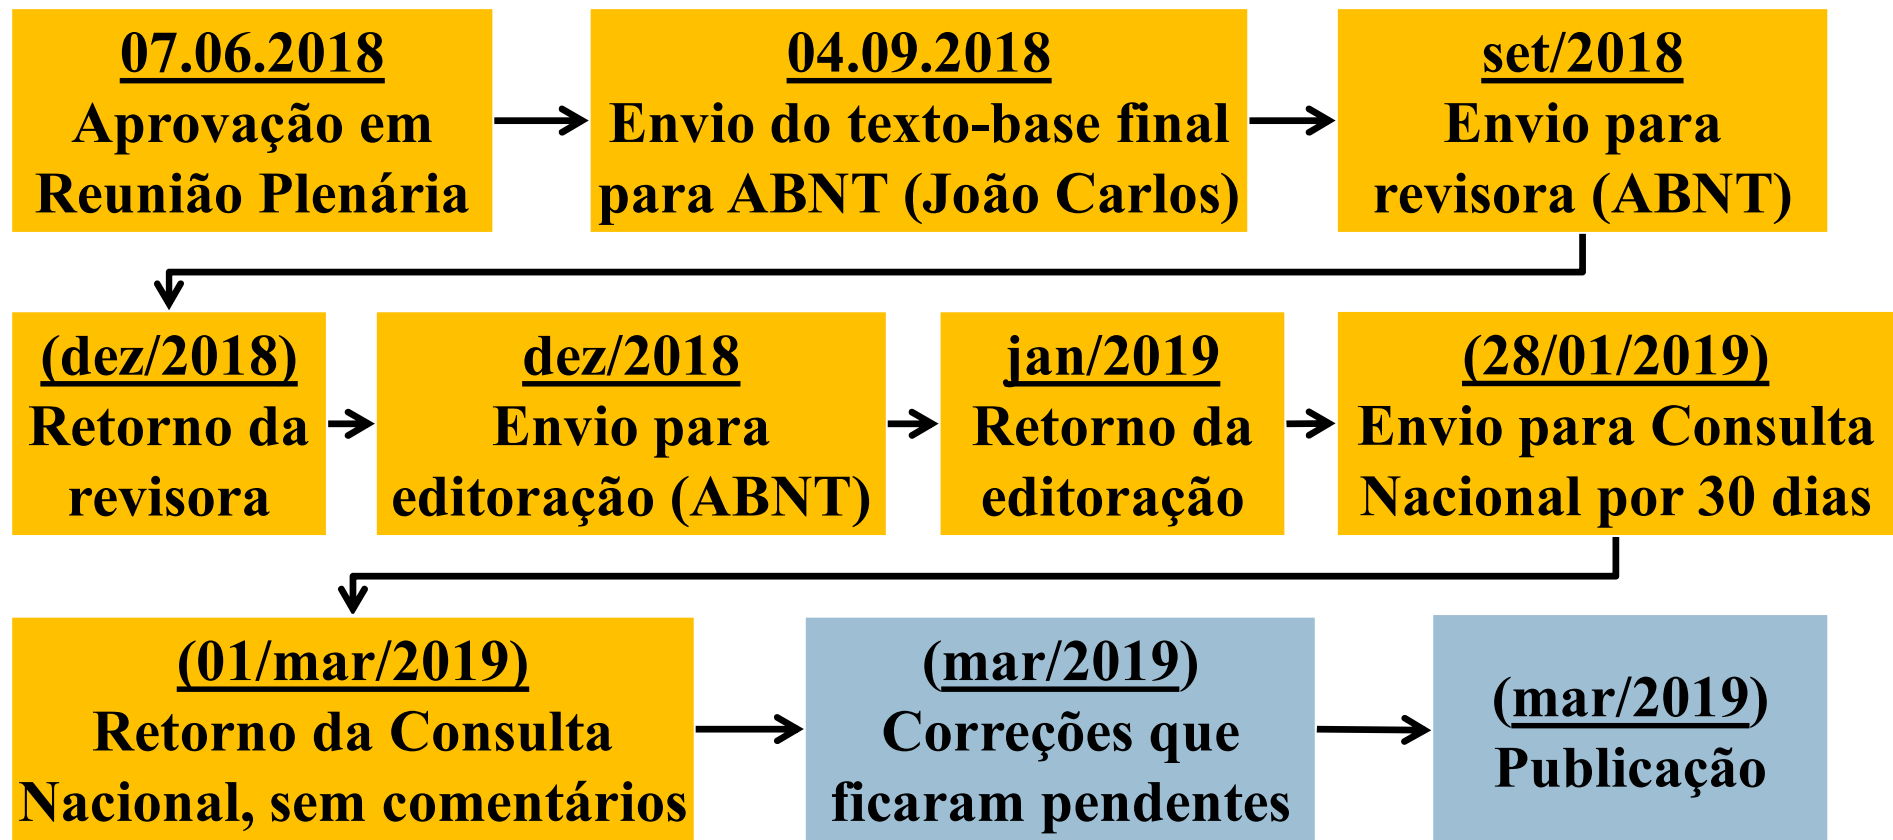 07.06.2018
Aprovação em
Reunião Plenária
04.09.2018
Envio do texto-base final
para ABNT (João Carlos)
set/2018
Envio para
revisora (ABNT)
(dez/2018)
Retorno da
revisora
dez/2018
Envio para
editoração (ABNT)
jan/2019
Retorno da
editoração
(28/01/2019)
Envio para Consulta
Nacional por 30 dias
(01/mar/2019)
Retorno da Consulta
Nacional, sem comentários
(mar/2019)
Correções que
ficaram pendentes
(mar/2019)
Publicação